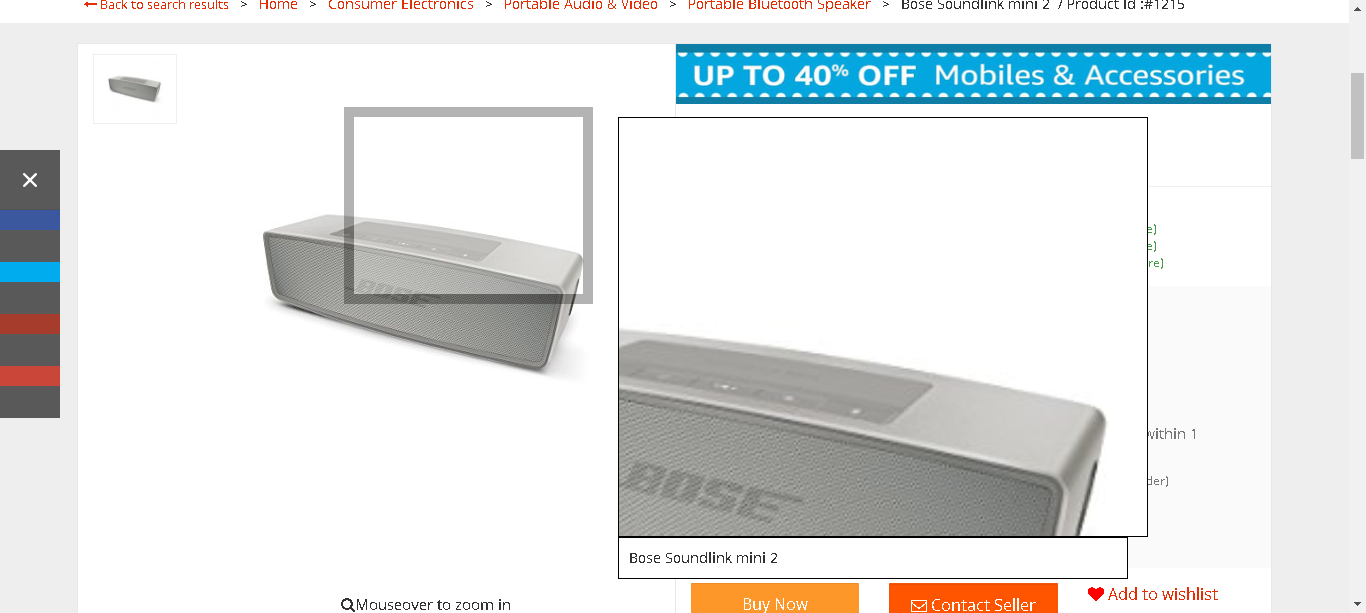 Back to search results > Home > Consumer Electronics > Portable Audio & Video > Portable Bluetooth Speaker > Bose Soundlink mini 2 / Product Id :#1215
UP TO 40% OFF Mobiles & Accessories
e)
e)
re)
BOSE
BOSE
within 1
der)
Bose Soundlink mini 2
Mouseover to zoom in
Buy Now
Contact Seller
Add to wishlist